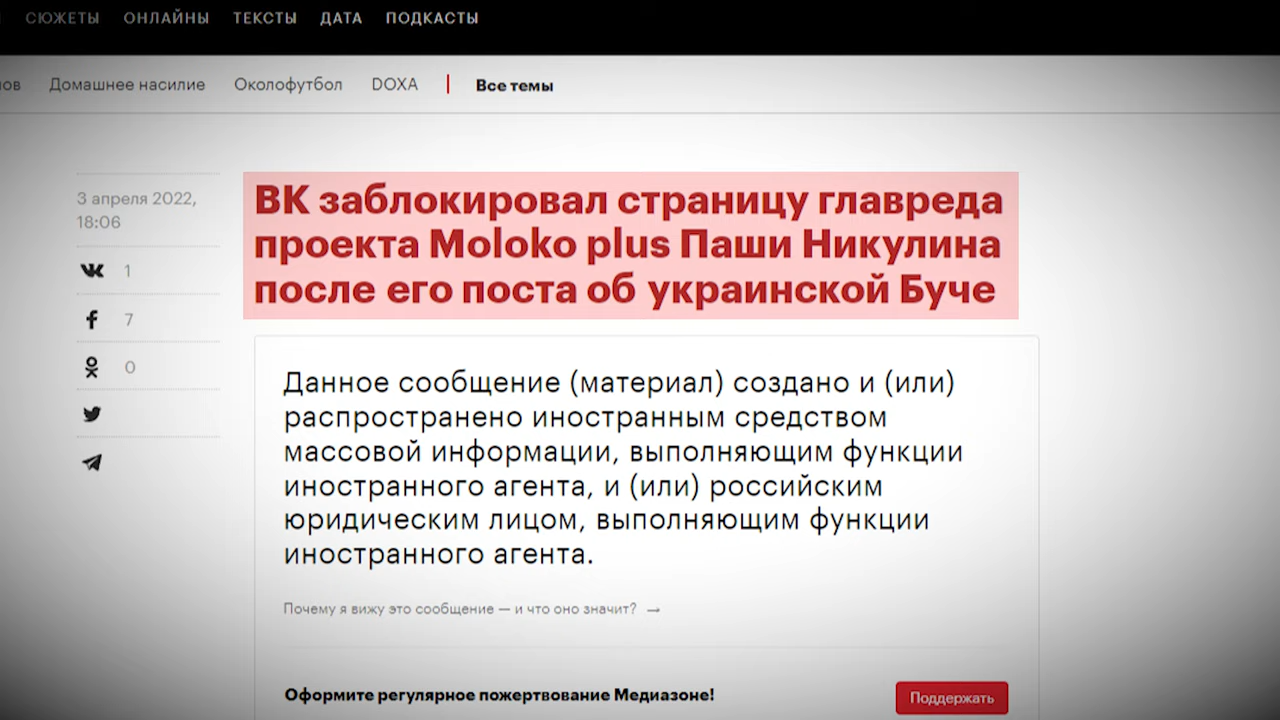 СЮЖЕТЫ ОНЛАЙНЫ ТЕКСТЫ ДАТА ПОДКАСТЫ
Домашнее насилие Околофутбол DOXA Все темы
3 апреля 2022,
18:06
1
7
0
ВК заблокировал страницу главреда
проекта Moloko plus Паши Никулина
после его поста об украинской Буче
Данное сообщение (материал) создано и (или)
распространено иностранным средством
массовой информации, выполняющим функции
иностранного агента, и (или) российским
юридическим лицом, выполняющим функции
иностранного агента.
Почему я вижу это сообщение — и что оно значит? →
Оформите регулярное пожертвование Медиазоне!
Поддержать